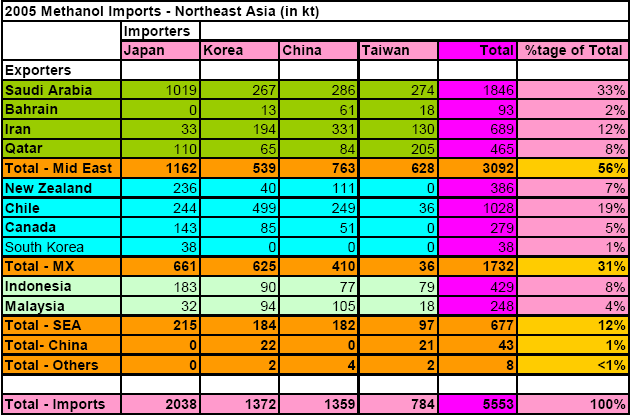 2005 Methanol Imports - Northeast Asia (in kt)
Importers
Japan Korea China Taiwan Total %tage of Total
Exporters
Saudi Arabia 1019 267 286 274 1846 33%
Bahrain 0 13 61 18 93 2%
Iran 33 194 331 130 689 12%
Qatar 110 65 84 205 465 8%
Total - Mid East 1162 539 763 628 3092 56%
New Zealand 236 40 111 0 386 7%
Chile 244 499 249 36 1028 19%
Canada 143 85 51 0 279 5%
South Korea 38 0 0 0 38 1%
Total - MX 661 625 410 36 1732 31%
Indonesia 183 90 77 79 429 8%
Malaysia 32 94 105 18 248 4%
Total - SEA 215 184 182 97 677 12%
Total- China 0 22 0 21 43 1%
Total - Others 0 2 4 2 8 <1%
Total - Imports 2038 1372 1359 784 5553 100%